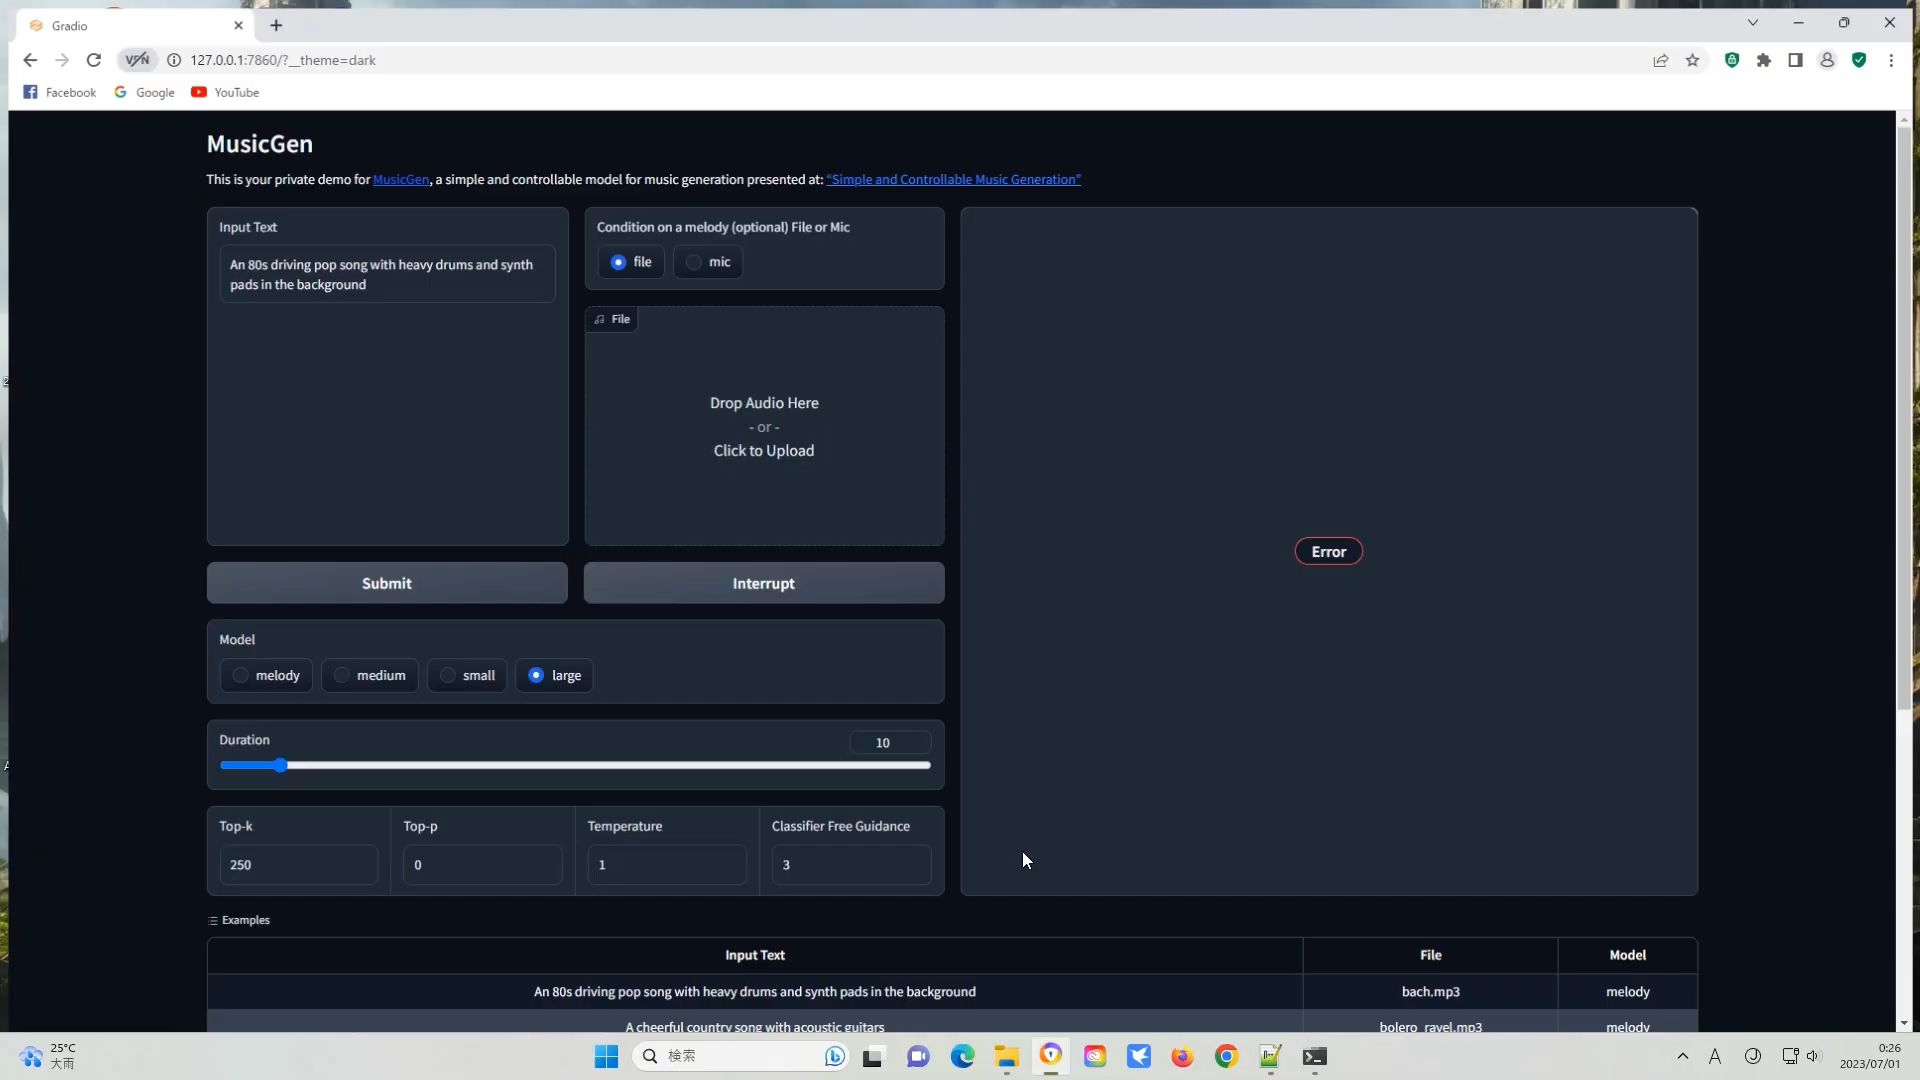 Gradio
VPN
127.0.0.1:7860/?__theme=dark
Facebook
Google
YouTube
MusicGen
This is your private demo for MusicGen, a simple and controllable model for music generation presented at: "Simple and Controllable Music Generation"
Input Text
An 80s driving pop song with heavy drums and synth
pads in the background
Condition on a melody (optional) File or Mic
file
mic
File
Drop Audio Here
- or -
Click to Upload
Error
Submit
Interrupt
Model
melody
medium
small
large
Duration
10
Top-k
Top-p
Temperature
Classifier Free Guidance
250
0
1
3
Examples
Input Text
File
Model
An 80s driving pop song with heavy drums and synth pads in the background
bach.mp3
melody
A cheerful country song with acoustic guitars
bolero_ravel.mp3
melody
25°C
大雨
検索
A
0:26
2023/07/01